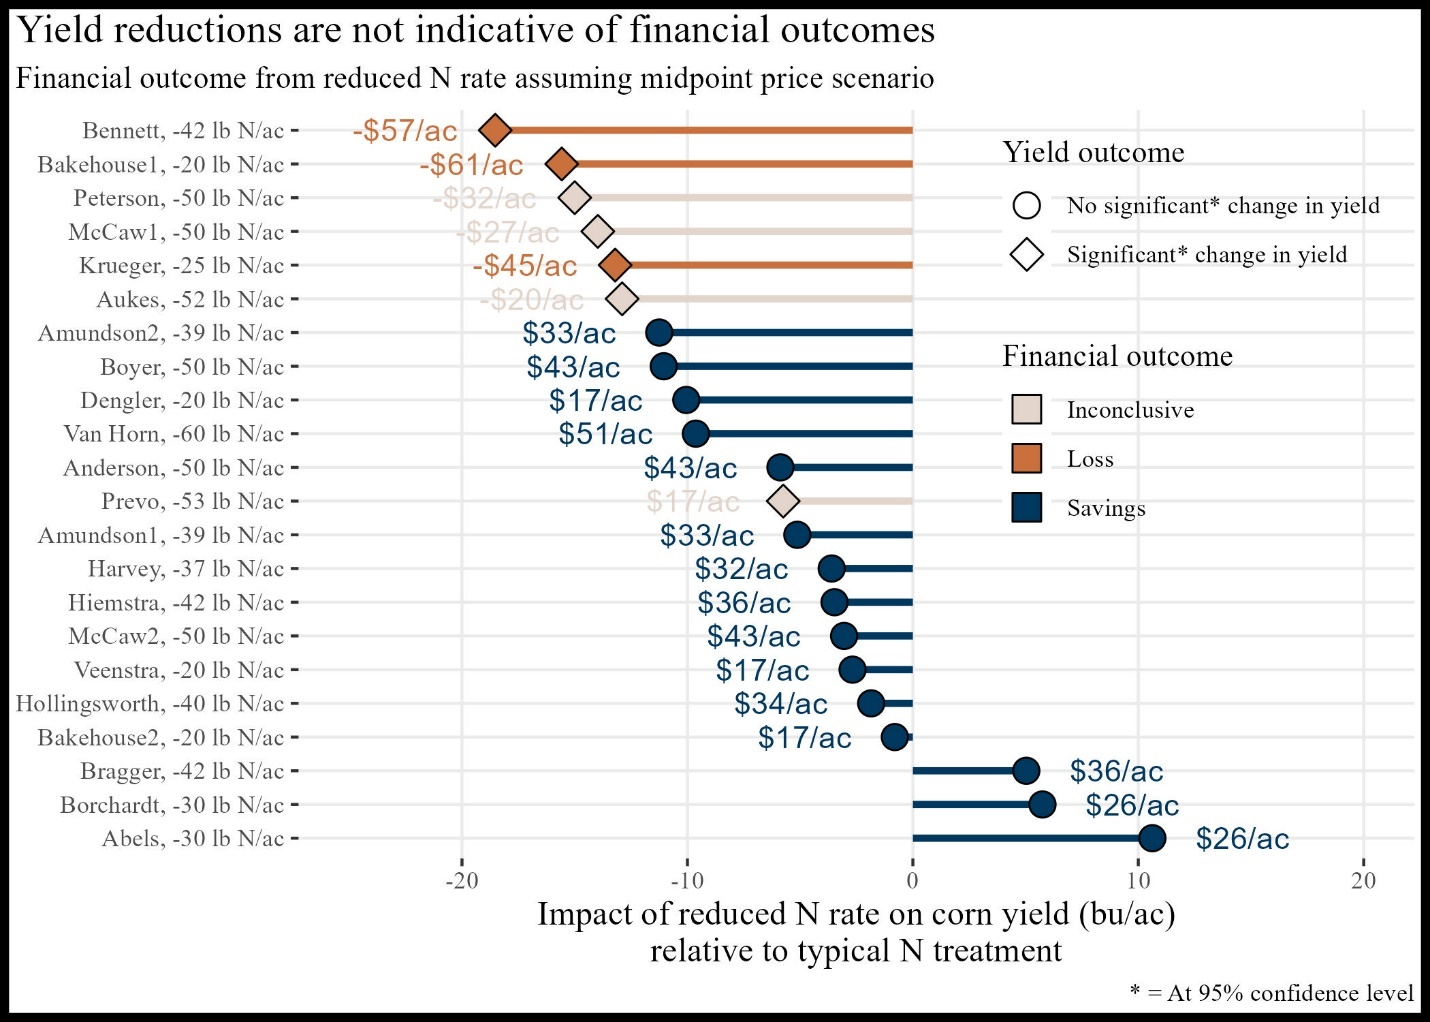 Yield reductions are not indicative of financial outcomes
Financial outcome from reduced N rate assuming midpoint price scenario
Bennett, -42 lb N/ac
-$57/ac
Bakehouse1, -20 lb N/ac
-$61/ac
Peterson, -50 lb N/ac
-$32/ac
McCaw1, -50 lb N/ac
-$27/ac
Krueger, -25 lb N/ac
-$45/ac
Aukes, -52 lb N/ac
-$20/ac
Amundson2, -39 lb N/ac
$33/ac
Boyer, -50 lb N/ac
$43/ac
Dengler, -20 lb N/ac
$17/ac
Van Horn, -60 lb N/ac
$51/ac
Anderson, -50 lb N/ac
$43/ac
Prevo, -53 lb N/ac
$17/ac
Amundson1, -39 lb N/ac
$33/ac
Harvey, -37 lb N/ac
$32/ac
Hiemstra, -42 lb N/ac
$36/ac
McCaw2, -50 lb N/ac
$43/ac
Veenstra, -20 lb N/ac
$17/ac
Hollingsworth, -40 lb N/ac
$34/ac
Bakehouse2, -20 lb N/ac
$17/ac
Bragger, -42 lb N/ac
$36/ac
Borchardt, -30 lb N/ac
$26/ac
Abels, -30 lb N/ac
$26/ac
Yield outcome
No significant* change in yield
Significant* change in yield
Financial outcome
Inconclusive
Loss
Savings
-20
-10
0
10
20
Impact of reduced N rate on corn yield (bu/ac)
relative to typical N treatment
* = At 95% confidence level